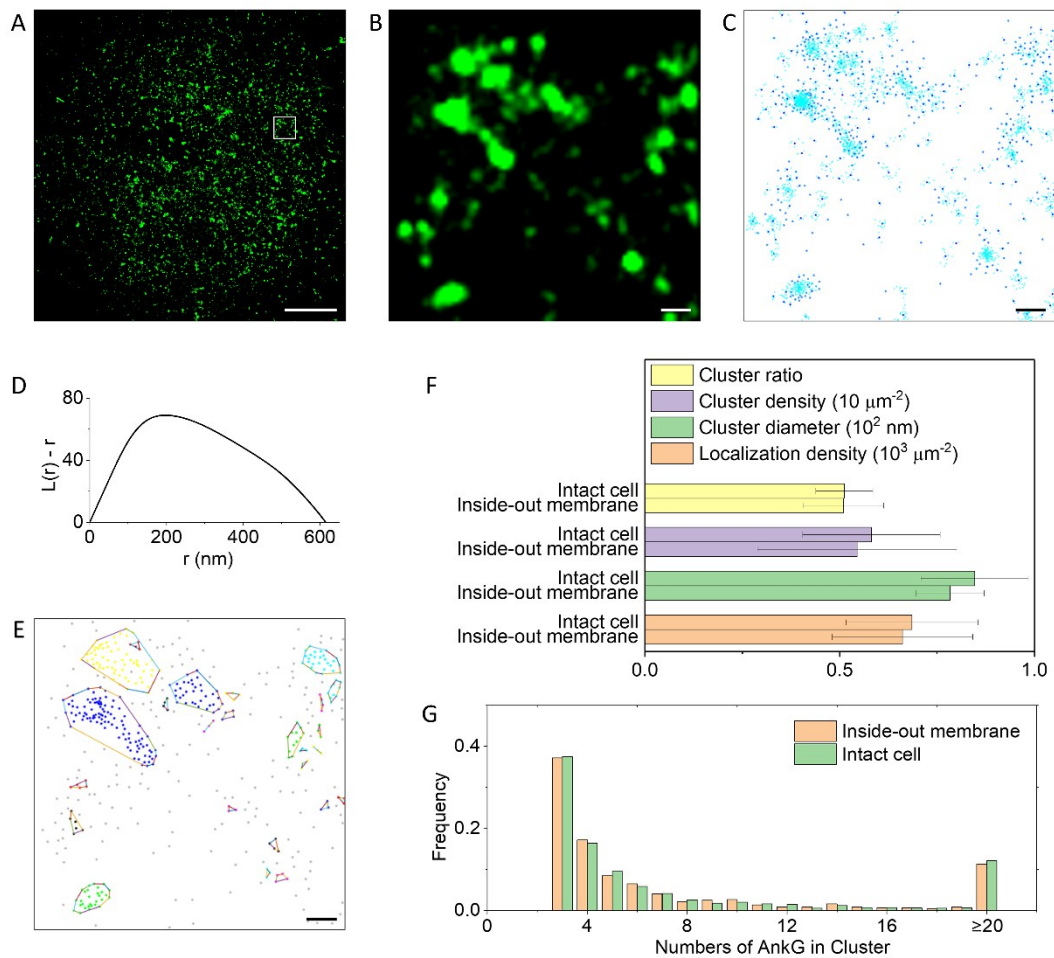 A
B
C
D
80
40
0
L(r) - r
0 200 400 600
r (nm)
E
F
Cluster ratio
Cluster density (10 μm⁻²)
Cluster diameter (10² nm)
Localization density (10³ μm⁻²)
Intact cell
Inside-out membrane
Intact cell
Inside-out membrane
Intact cell
Inside-out membrane
Intact cell
Inside-out membrane
0.0 0.5 1.0
G
Inside-out membrane
Intact cell
0.4
0.2
0.0
Frequency
0 4 8 12 16 ≥20
Numbers of AnkG in Cluster